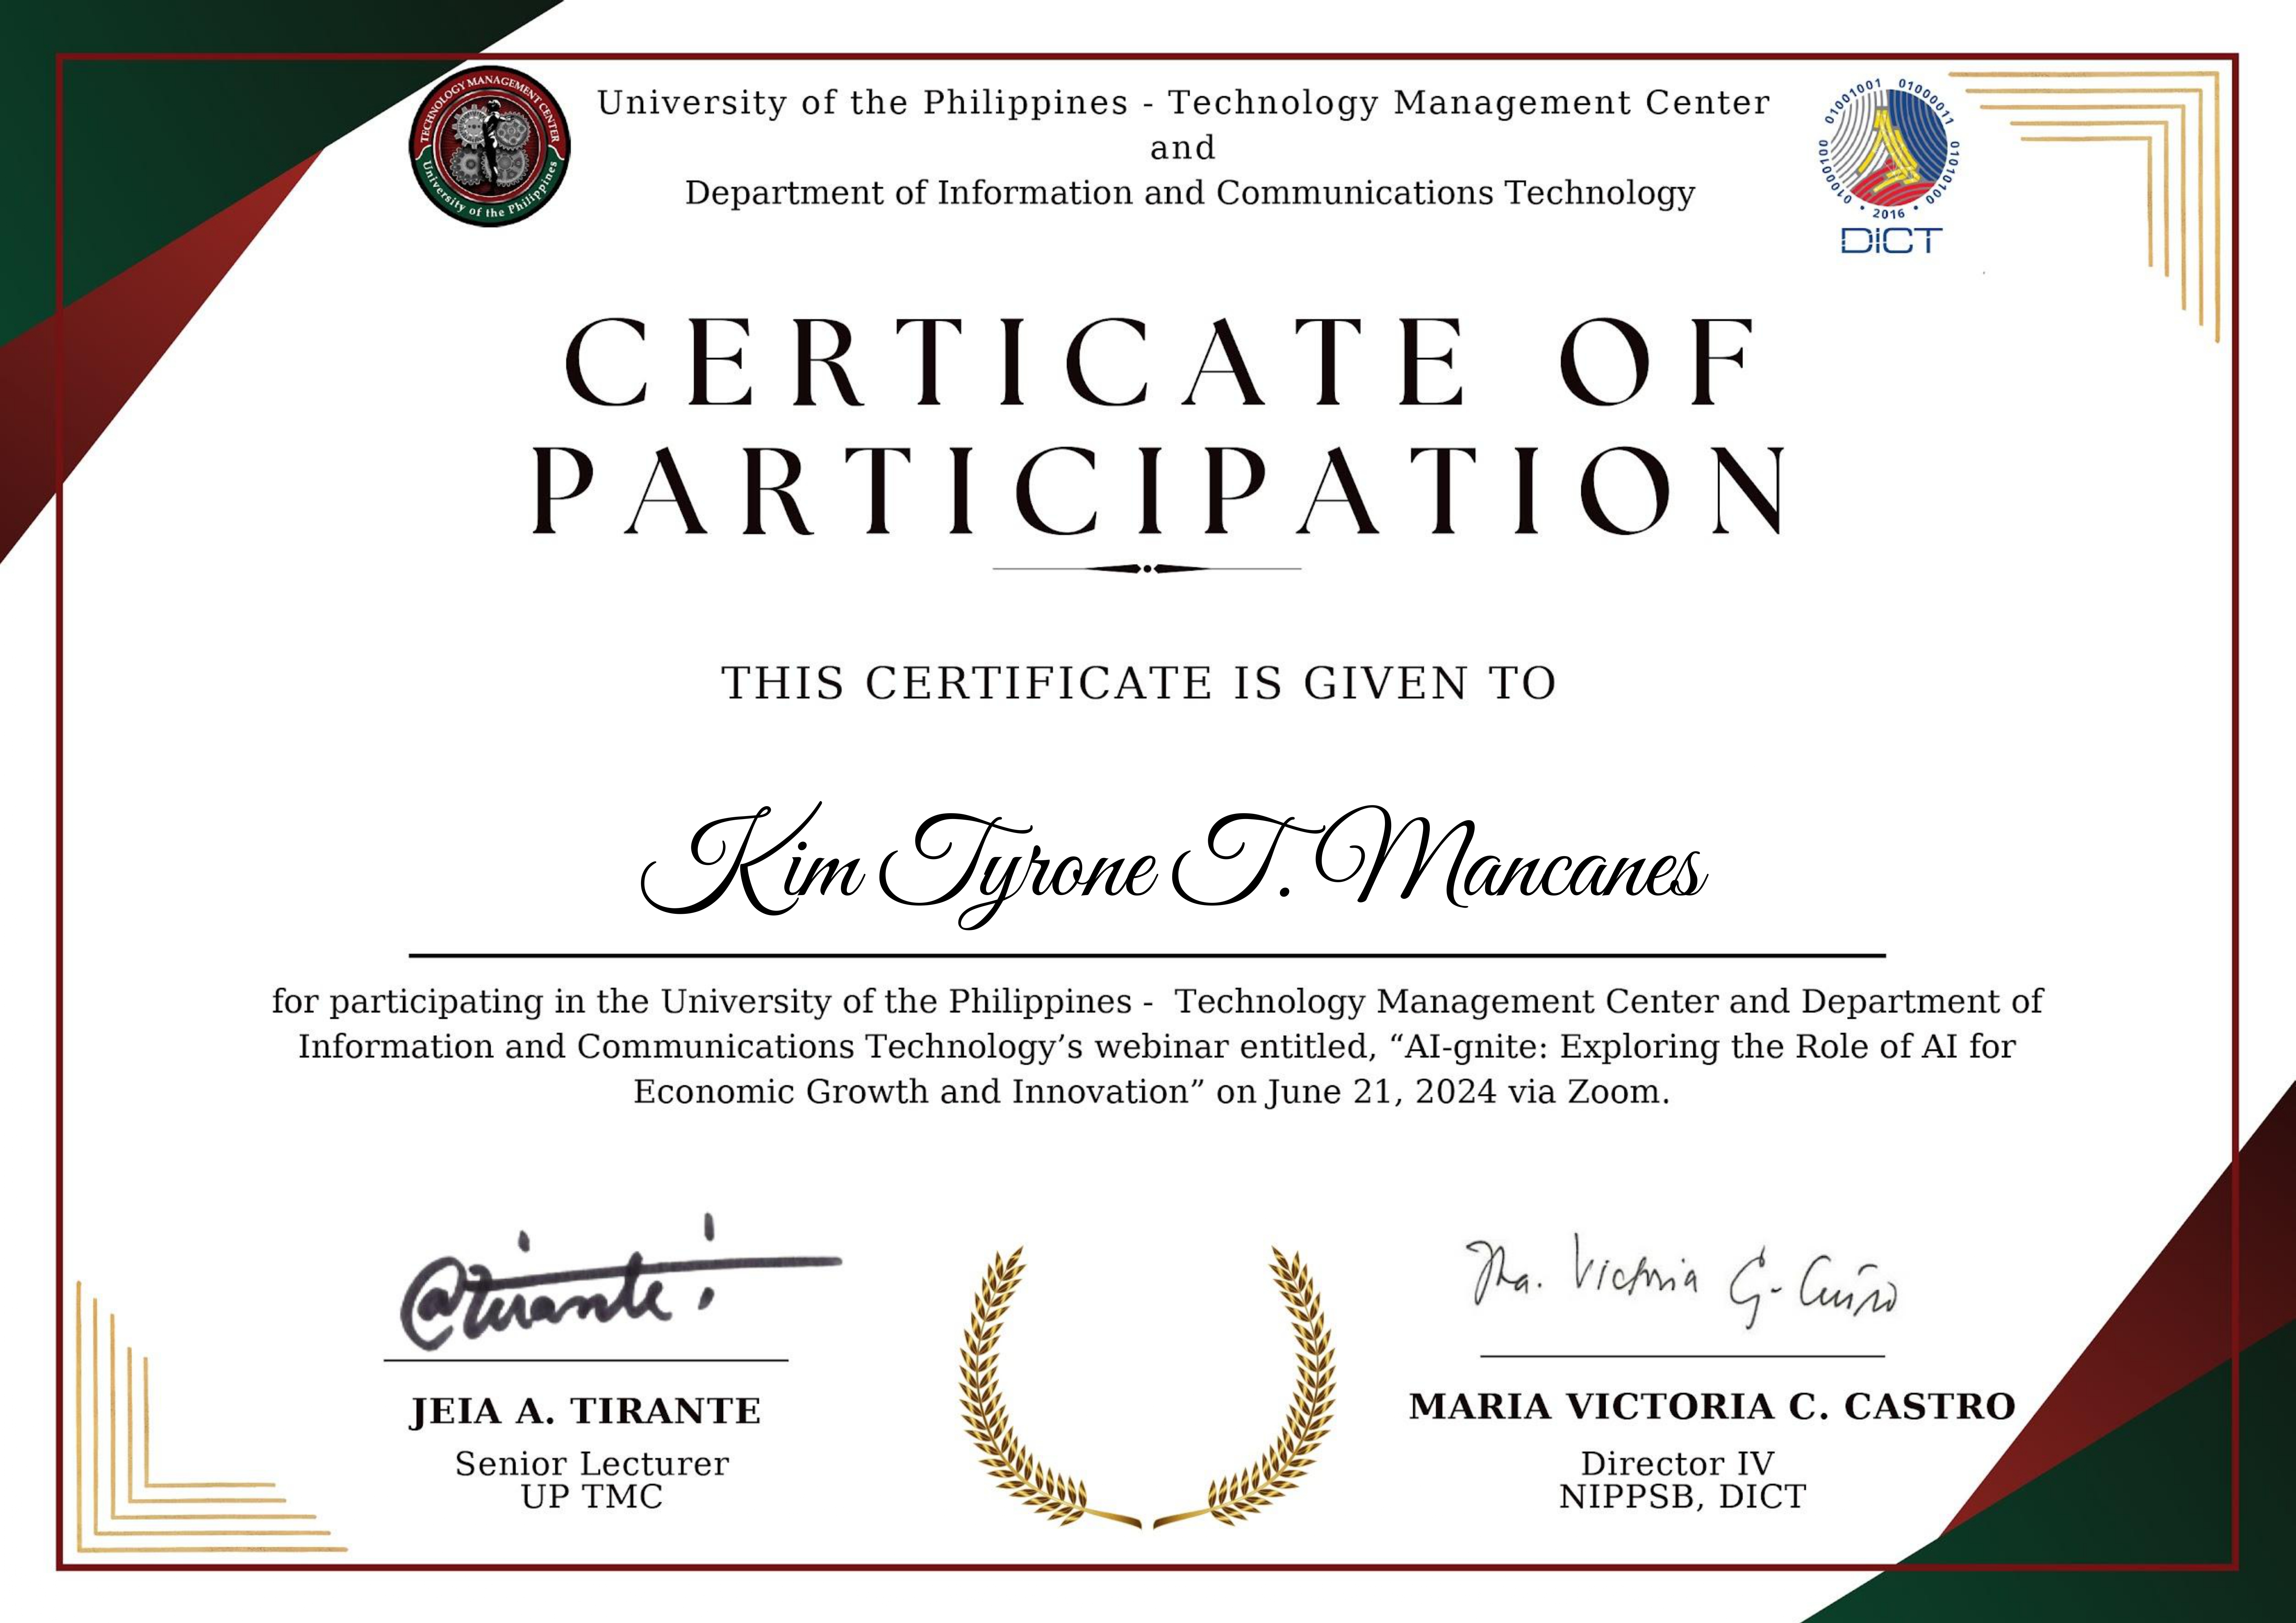 TECHNOLOGY MANAGEMENT CENTER
University of the Philippines
University of the Philippines - Technology Management Center
and
Department of Information and Communications Technology
01001001 01000011 01010100 01000100
• 2016 •
DICT
CERTICATE OF
PARTICIPATION
THIS CERTIFICATE IS GIVEN TO
Kim Tyrone T. Mancanes
for participating in the University of the Philippines - Technology Management Center and Department of
Information and Communications Technology’s webinar entitled, “AI-gnite: Exploring the Role of AI for
Economic Growth and Innovation” on June 21, 2024 via Zoom.
JEIA A. TIRANTE
Senior Lecturer
UP TMC
Ma. Victoria C. Castro
MARIA VICTORIA C. CASTRO
Director IV
NIPPSB, DICT